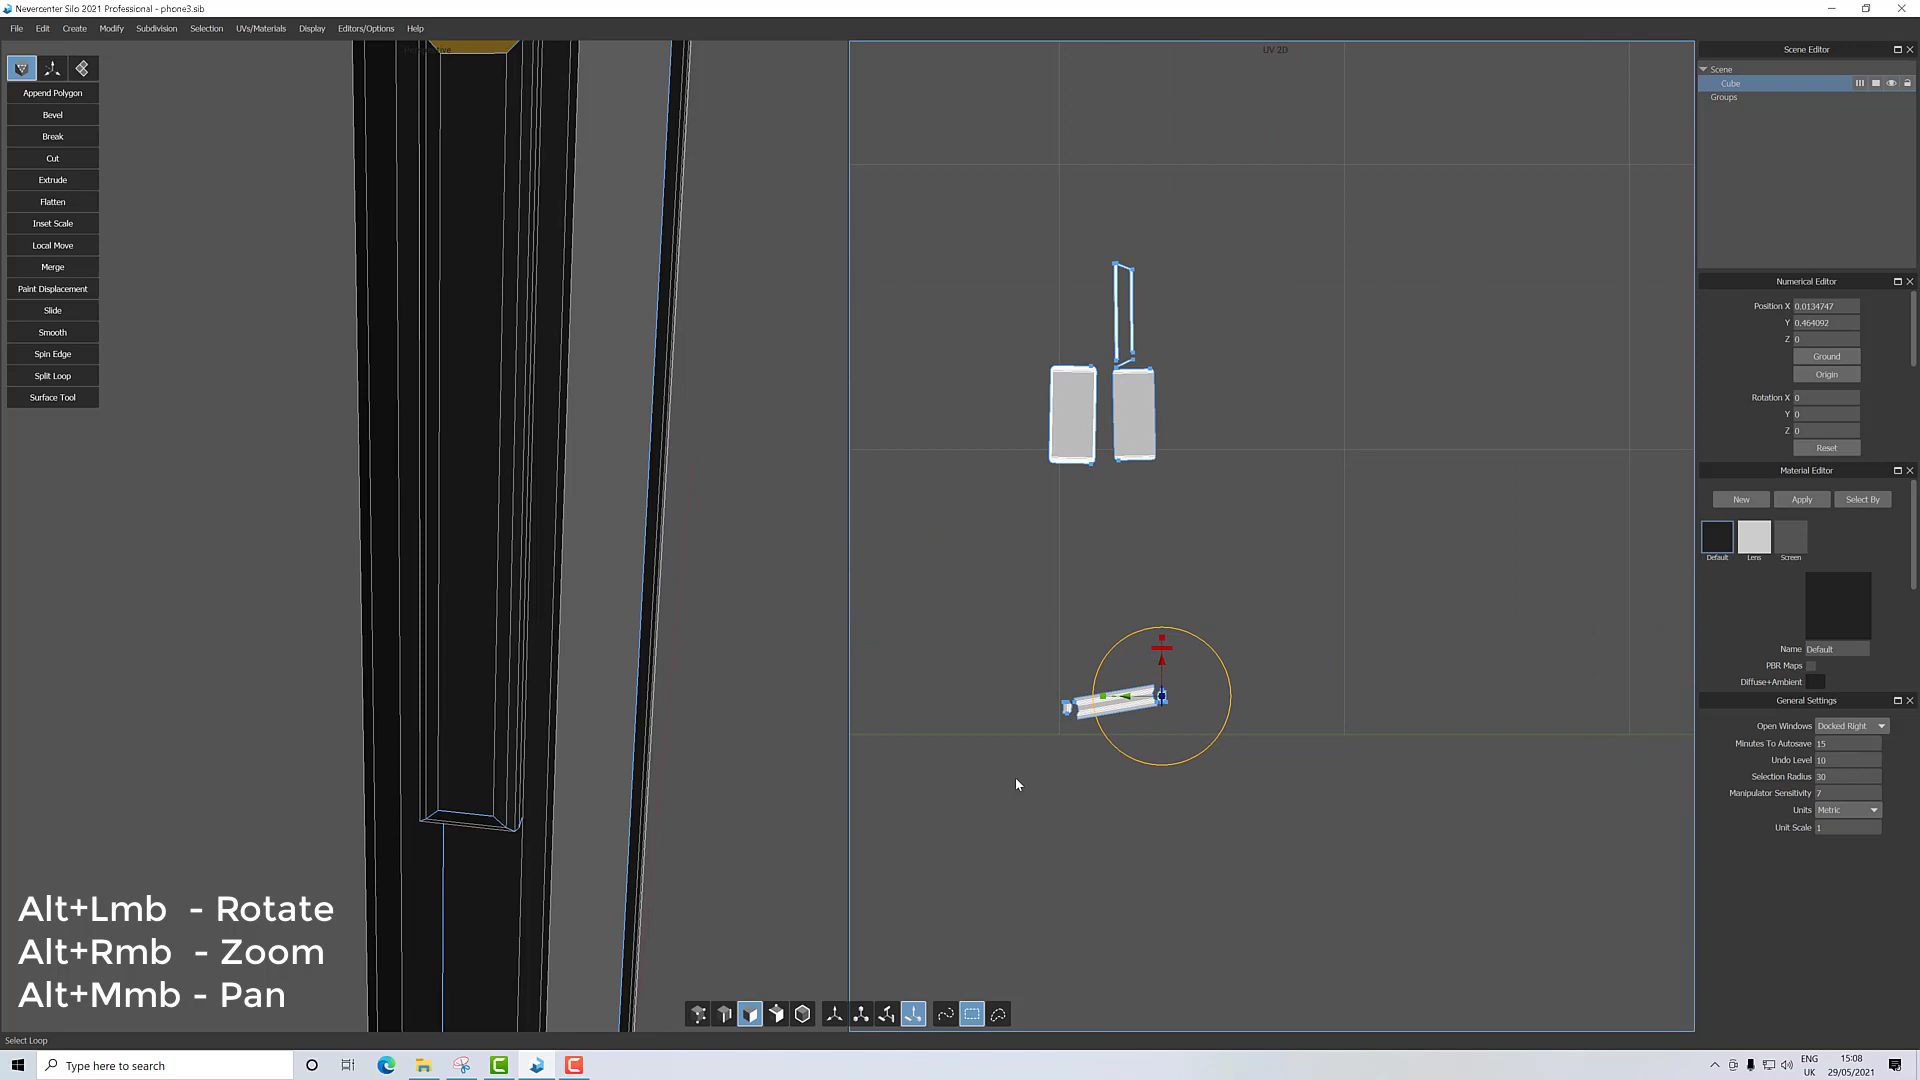 Nevercenter Silo 2021 Professional - phone3.sib
File Edit Create Modify Subdivision Selection UVs/Materials Display Editors/Options Help
Perspective
UV 2D
Append Polygon
Bevel
Break
Cut
Extrude
Flatten
Inset Scale
Local Move
Merge
Paint Displacement
Slide
Smooth
Spin Edge
Split Loop
Surface Tool
Scene Editor
Scene
Cube
Groups
Numerical Editor
Position X 0.0134747
Y 0.464092
Z 0
Ground
Origin
Rotation X 0
Y 0
Z 0
Reset
Material Editor
New Apply Select By
Default Lens Screen
Name Default
PBR Maps
Diffuse+Ambient
General Settings
Open Windows Docked Right
Minutes To Autosave 15
Undo Level 10
Selection Radius 30
Manipulator Sensitivity 7
Units Metric
Unit Scale 1
Alt+Lmb - Rotate
Alt+Rmb - Zoom
Alt+Mmb - Pan
Select Loop
Type here to search
ENG
UK
15:08
29/05/2021